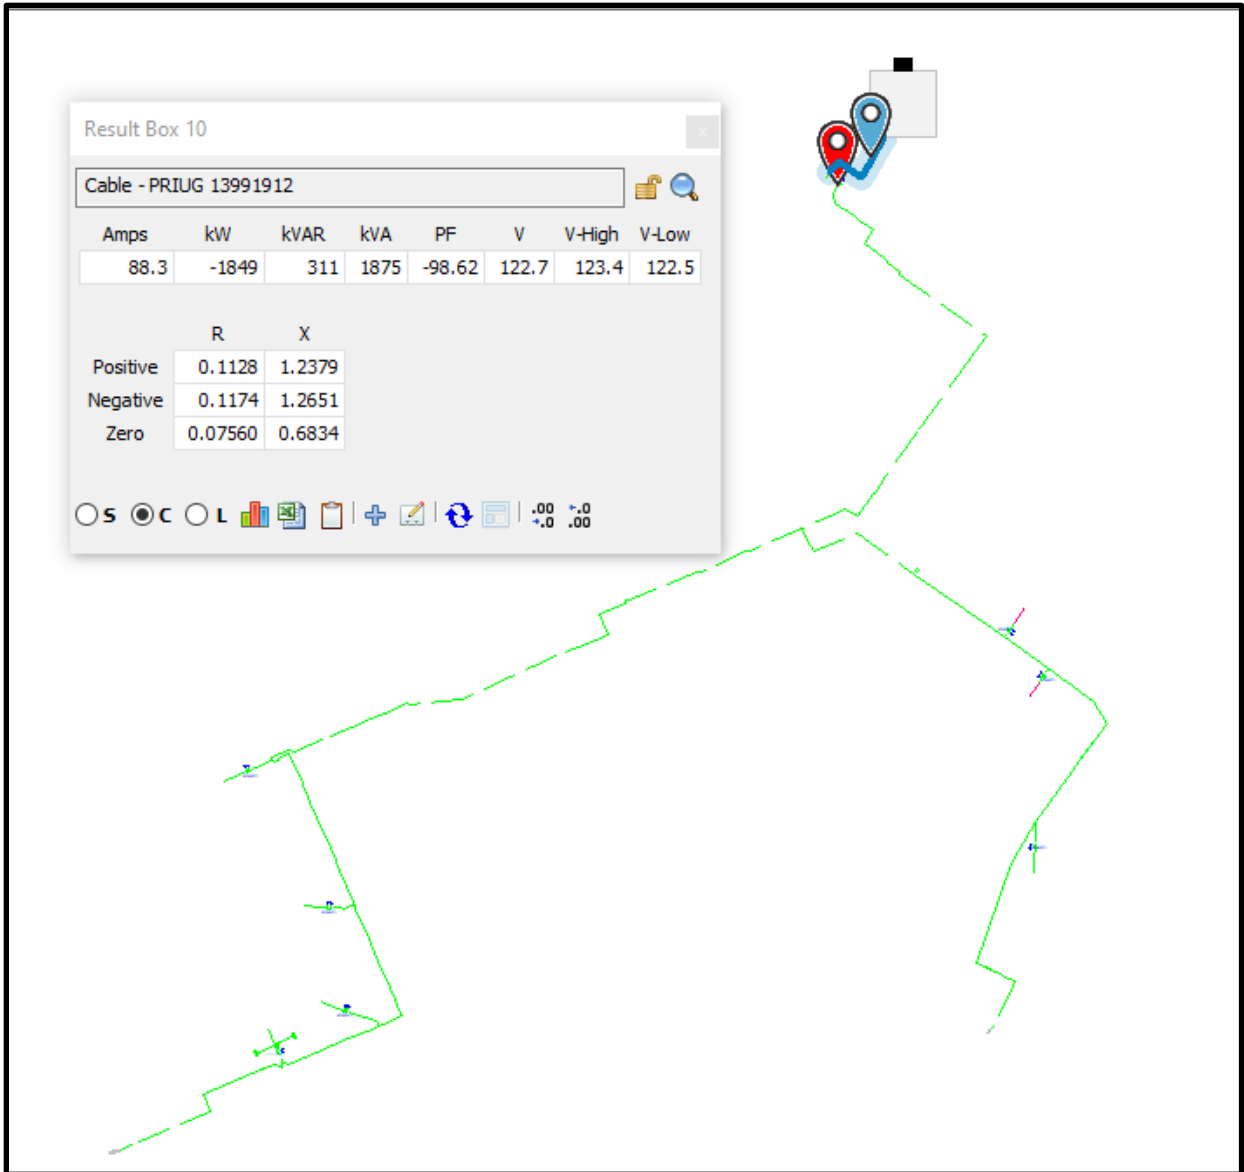 Result Box 10
x
Cable - PRIUG 13991912
Amps kW kVAR kVA PF V V-High V-Low
88.3 -1849 311 1875 -98.62 122.7 123.4 122.5
R X
Positive 0.1128 1.2379
Negative 0.1174 1.2651
Zero 0.07560 0.6834
S C L .00 .0 .0 .00